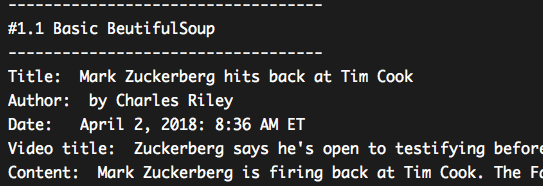 -----------------------------------
#1.1 Basic BeutifulSoup
-----------------------------------
Title:  Mark Zuckerberg hits back at Tim Cook
Author:  by Charles Riley
Date:   April 2, 2018: 8:36 AM ET
Video title:  Zuckerberg says he's open to testifying before
Content:  Mark Zuckerberg is firing back at Tim Cook. The